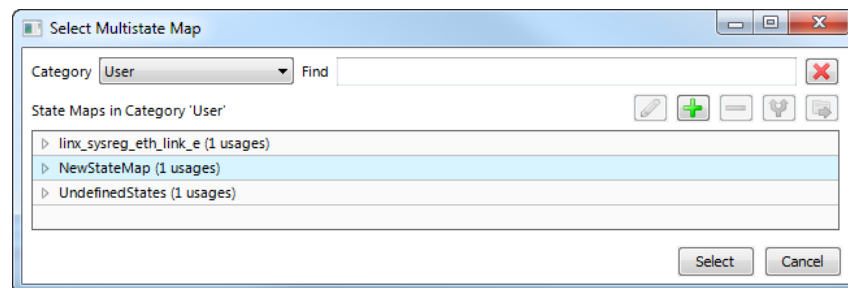 Select Multistate Map
Category User Find
State Maps in Category 'User'
linx_sysreg_eth_link_e (1 usages)
NewStateMap (1 usages)
UndefinedStates (1 usages)
Select Cancel